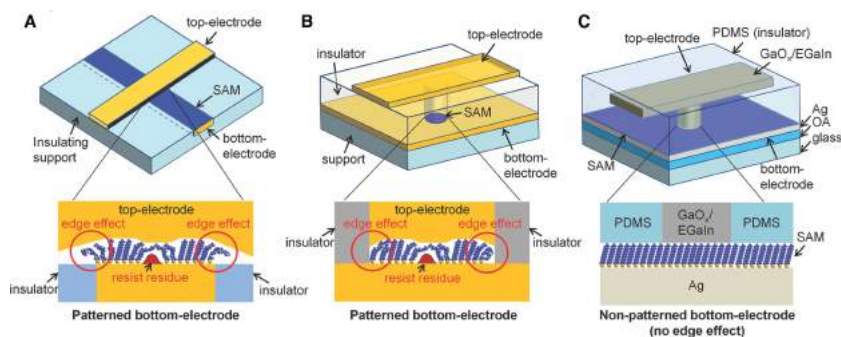 A
top-electrode
SAM
Insulating
support
bottom-
electrode
top-electrode
edge effect
edge effect
insulator
resist residue
insulator
Patterned bottom-electrode
B
top-electrode
insulator
SAM
support
bottom-
electrode
top-electrode
edge effect
edge effect
insulator
insulator
resist residue
Patterned bottom-electrode
C
PDMS (insulator)
top-electrode
GaOₓ/EGaIn
Ag
OA
glass
SAM
bottom-
electrode
PDMS
GaOₓ/
EGaIn
PDMS
SAM
Ag
Non-patterned bottom-electrode
(no edge effect)